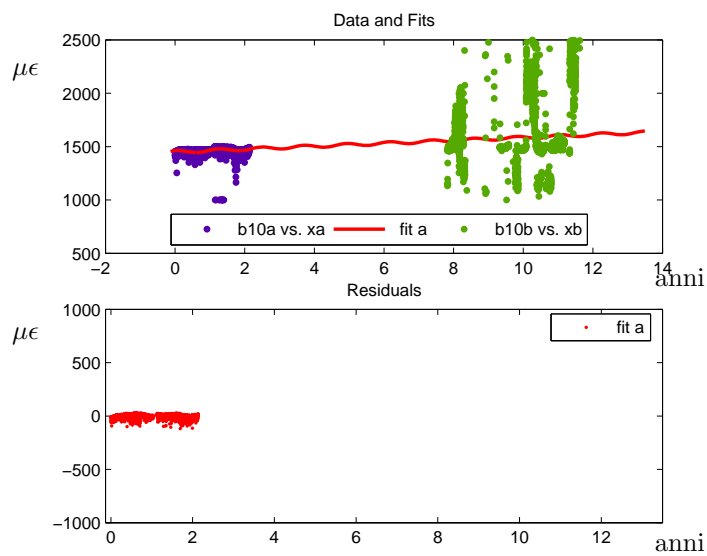 Data and Fits
με
2500
2000
1500
1000
500
b10a vs. xa fit a b10b vs. xb
−2 0 2 4 6 8 10 12 14
anni
Residuals
με
1000
500
0
−500
−1000
fit a
0 2 4 6 8 10 12
anni